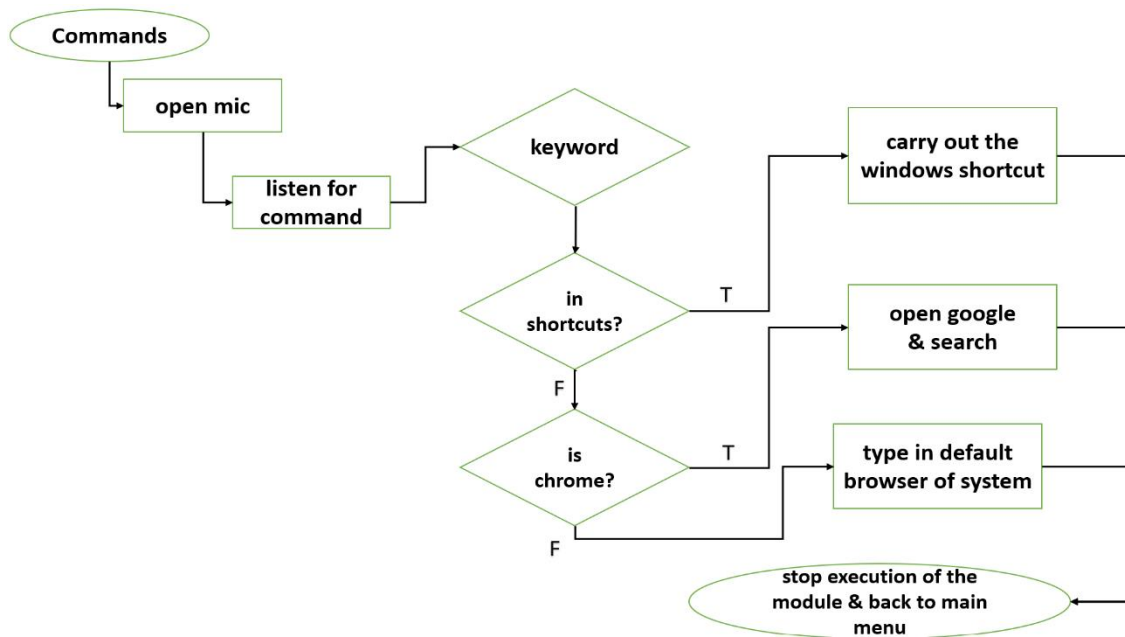 Commands
open mic
listen for
command
keyword
in
shortcuts?
T
F
is
chrome?
T
F
carry out the
windows shortcut
open google
& search
type in default
browser of system
stop execution of the
module & back to main
menu